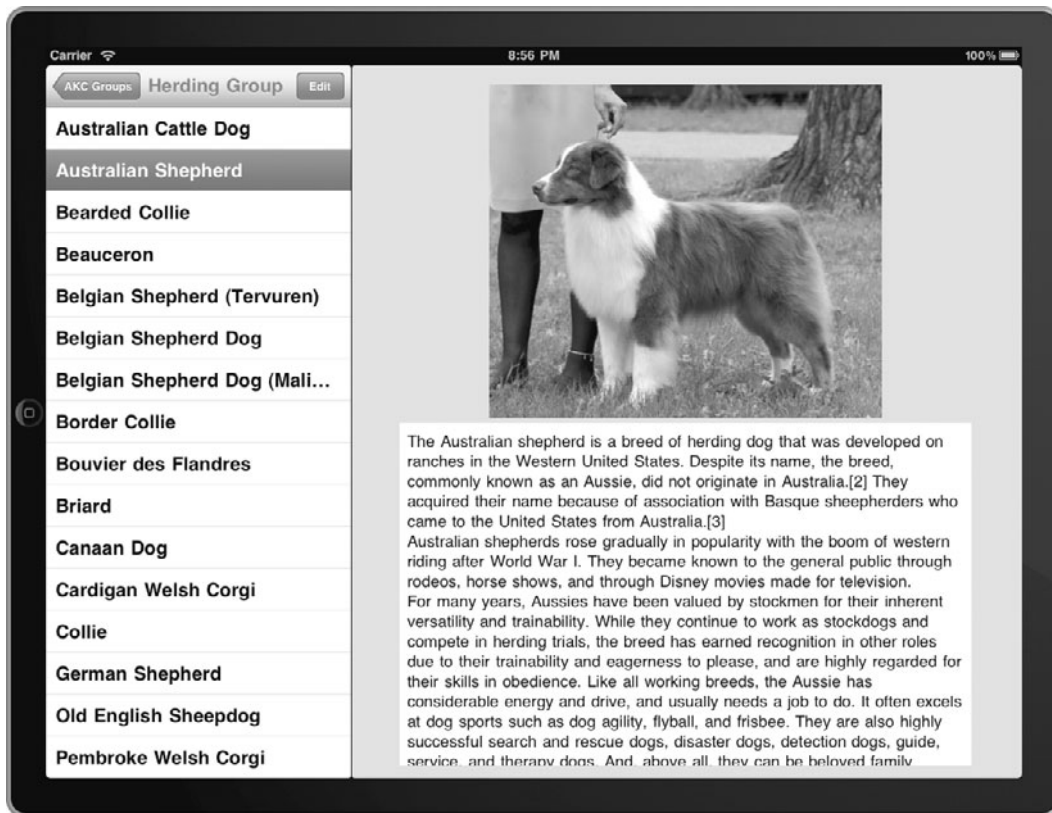 Carrier
8:56 PM
100%
AKC Groups
Herding Group
Edit
Australian Cattle Dog
Australian Shepherd
Bearded Collie
Beauceron
Belgian Shepherd (Tervuren)
Belgian Shepherd Dog
Belgian Shepherd Dog (Mali...
Border Collie
Bouvier des Flandres
Briard
Canaan Dog
Cardigan Welsh Corgi
Collie
German Shepherd
Old English Sheepdog
Pembroke Welsh Corgi
The Australian shepherd is a breed of herding dog that was developed on
ranches in the Western United States. Despite its name, the breed,
commonly known as an Aussie, did not originate in Australia.[2] They
acquired their name because of association with Basque sheepherders who
came to the United States from Australia.[3]
Australian shepherds rose gradually in popularity with the boom of western
riding after World War I. They became known to the general public through
rodeos, horse shows, and through Disney movies made for television.
For many years, Aussies have been valued by stockmen for their inherent
versatility and trainability. While they continue to work as stockdogs and
compete in herding trials, the breed has earned recognition in other roles
due to their trainability and eagerness to please, and are highly regarded for
their skills in obedience. Like all working breeds, the Aussie has
considerable energy and drive, and usually needs a job to do. It often excels
at dog sports such as dog agility, flyball, and frisbee. They are also highly
successful search and rescue dogs, disaster dogs, detection dogs, guide,
service, and therapy dogs. And, above all, they can be beloved family